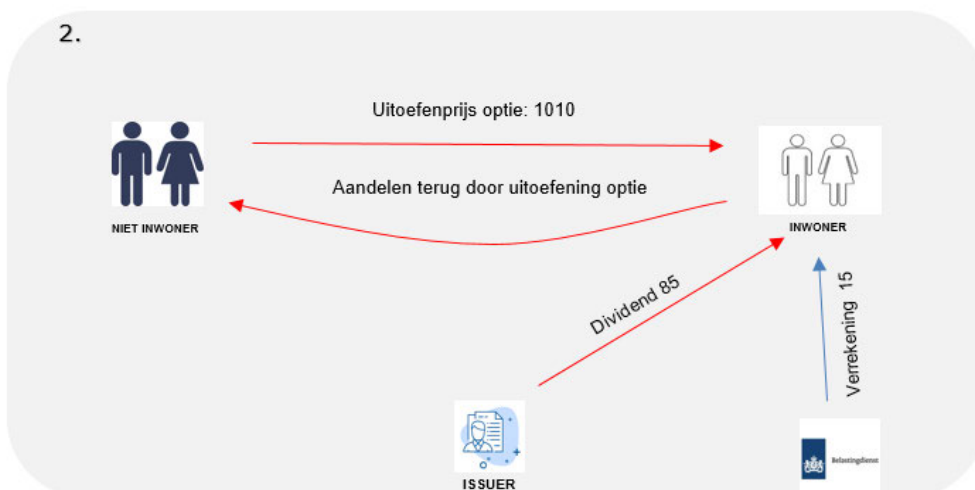 2.
Uitoefenprijs optie: 1010
Aandelen terug door uitoefening optie
NIET INWONER
INWONER
Dividend 85
Verrekening 15
Belastingdienst
ISSUER